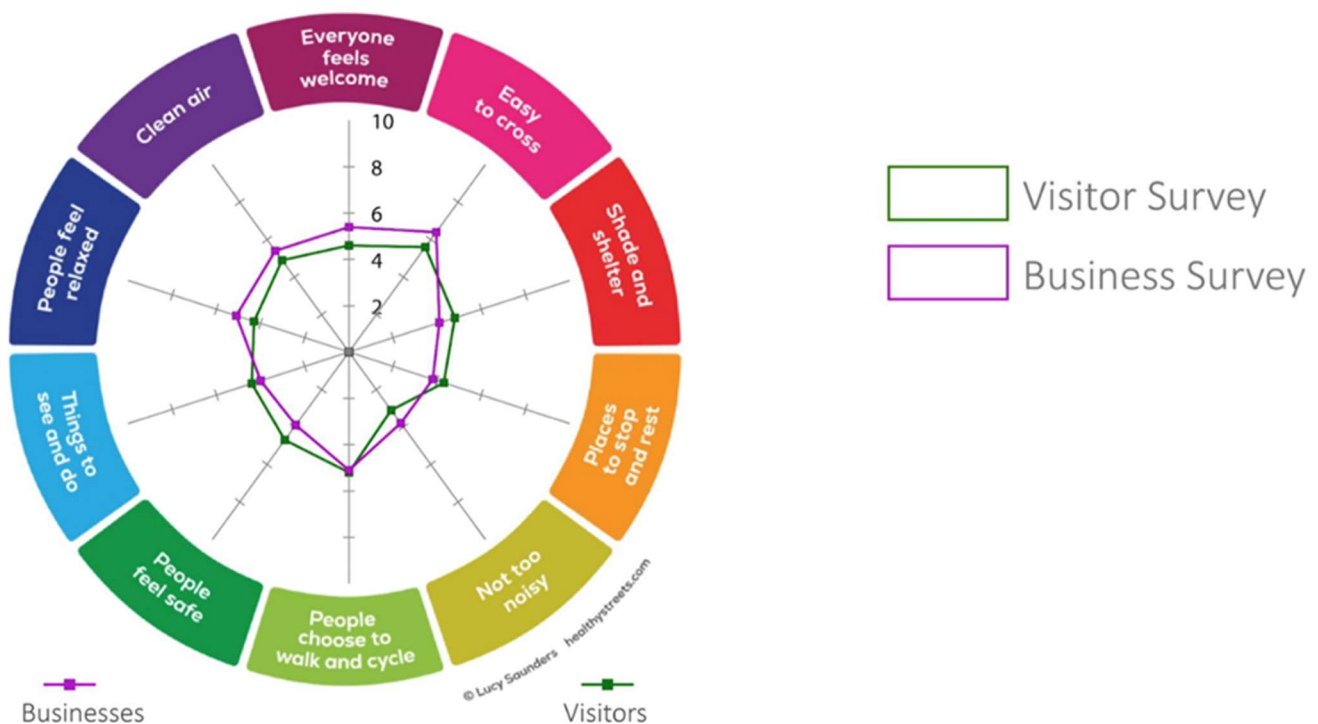 Everyone
feels
welcome
Easy
to cross
Shade and
shelter
Places
to stop
and rest
Not too
noisy
People
choose to
walk and cycle
People
feel safe
Things to
see and do
People feel
relaxed
Clean air
10
8
6
4
2
© Lucy Saunders healthystreets.com
Businesses
Visitors
Visitor Survey
Business Survey